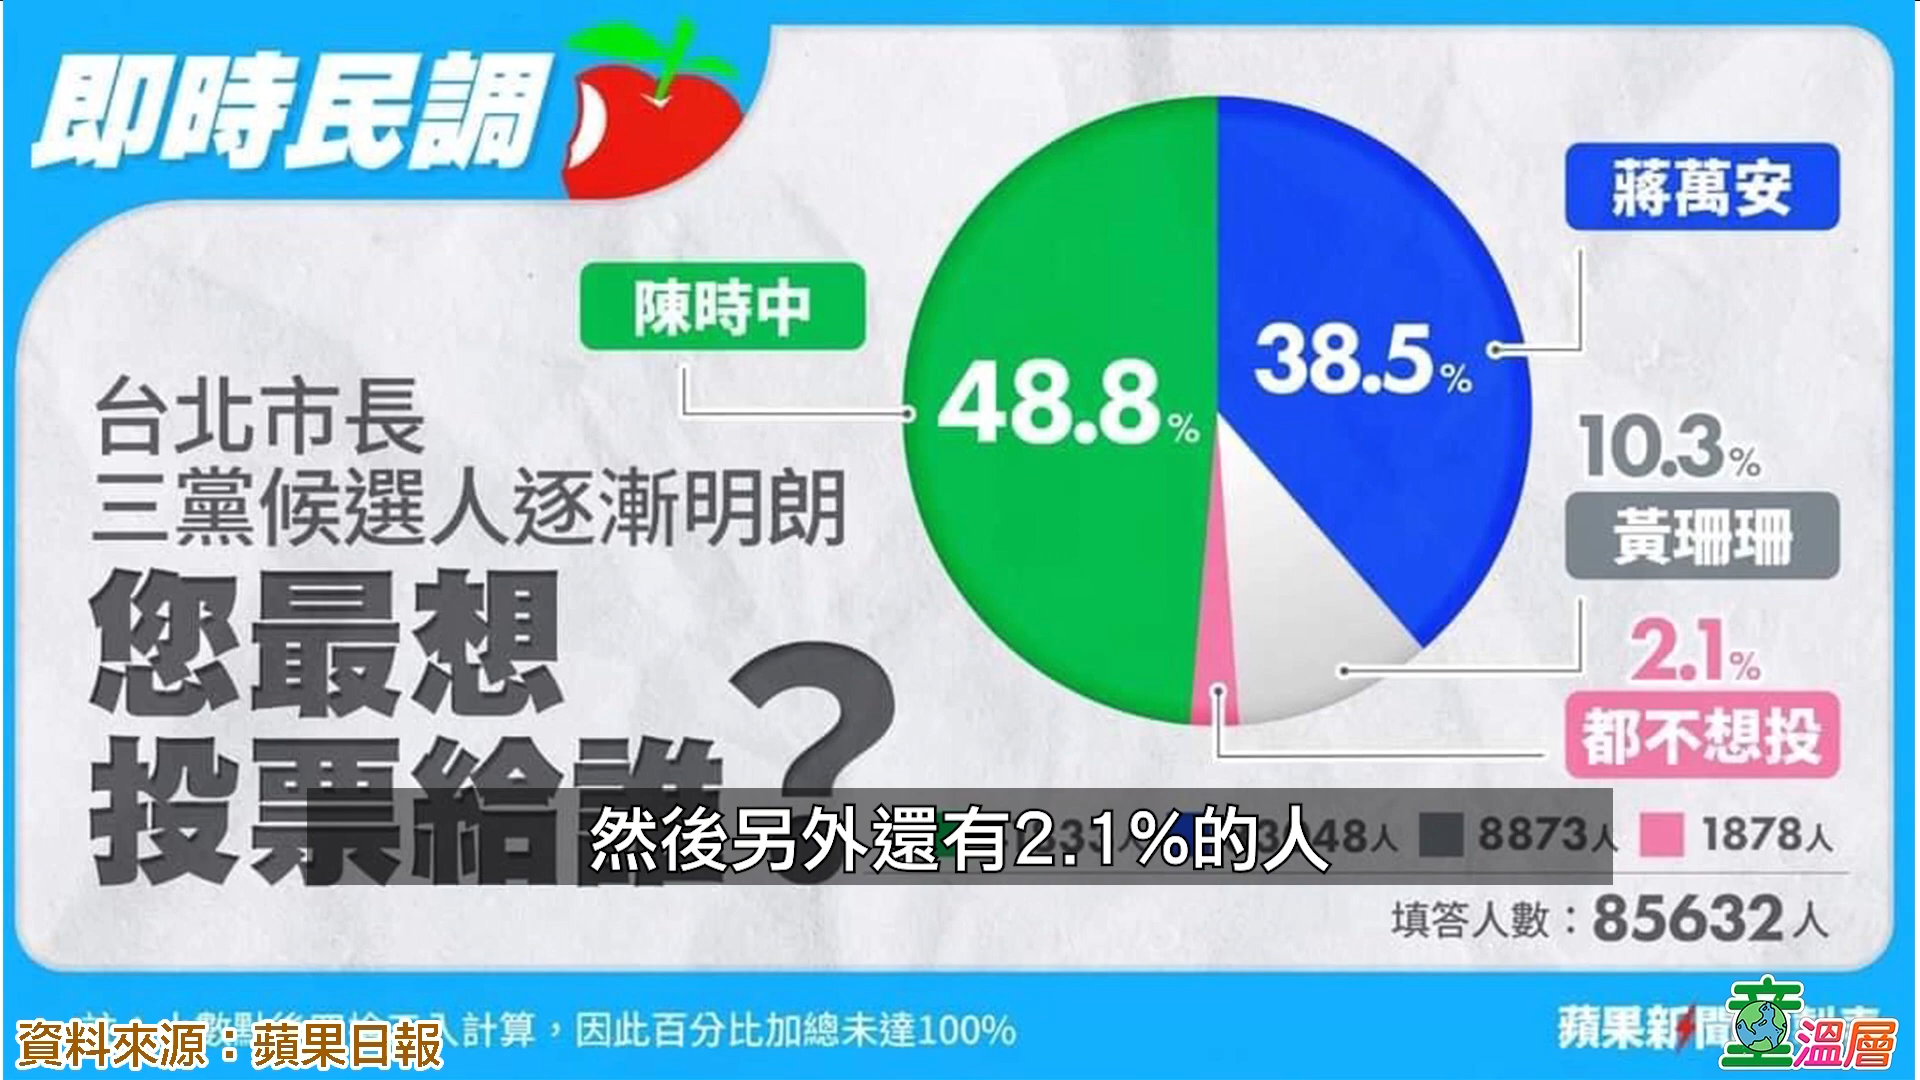 即時民調
台北市長
三黨候選人逐漸明朗
您最想
投票給誰?
陳時中
48.8%
蔣萬安
38.5%
10.3%
黃珊珊
2.1%
都不想投
8873人
1878人
然後另外還有2.1%的人
填答人數：85632人
計算，因此百分比加總未達100%
資料來源：蘋果日報
蘋果新聞
童溫層